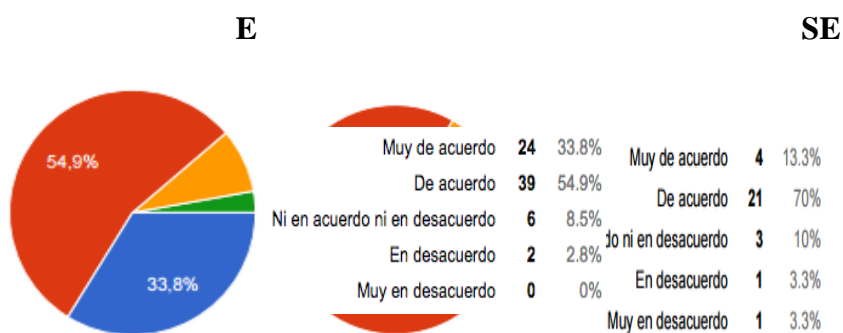 E
SE
54,9%
33,8%
Muy de acuerdo 24 33.8%
De acuerdo 39 54.9%
Ni en acuerdo ni en desacuerdo 6 8.5%
En desacuerdo 2 2.8%
Muy en desacuerdo 0 0%
Muy de acuerdo 4 13.3%
De acuerdo 21 70%
do ni en desacuerdo 3 10%
En desacuerdo 1 3.3%
Muy en desacuerdo 1 3.3%